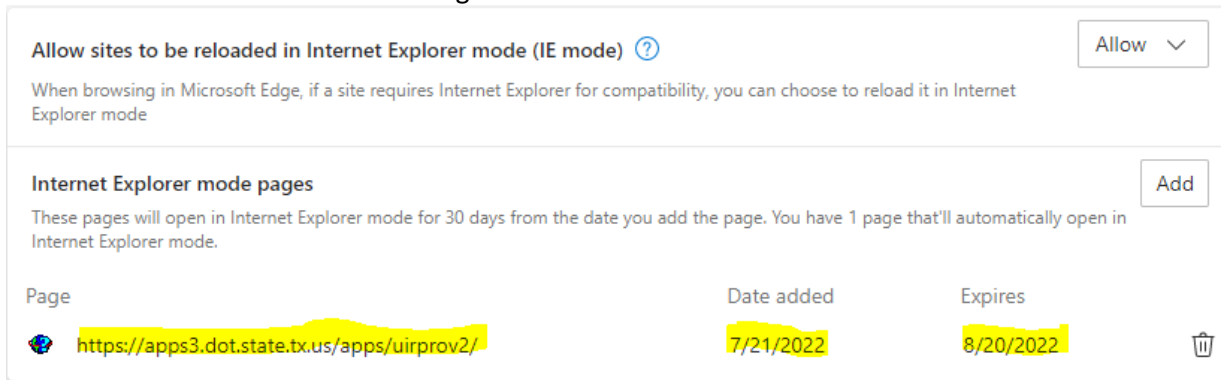 Allow sites to be reloaded in Internet Explorer mode (IE mode) ?
Allow
When browsing in Microsoft Edge, if a site requires Internet Explorer for compatibility, you can choose to reload it in Internet
Explorer mode
Internet Explorer mode pages
Add
These pages will open in Internet Explorer mode for 30 days from the date you add the page. You have 1 page that'll automatically open in
Internet Explorer mode.
Page Date added Expires
https://apps3.dot.state.tx.us/apps/uirprov2/ 7/21/2022 8/20/2022